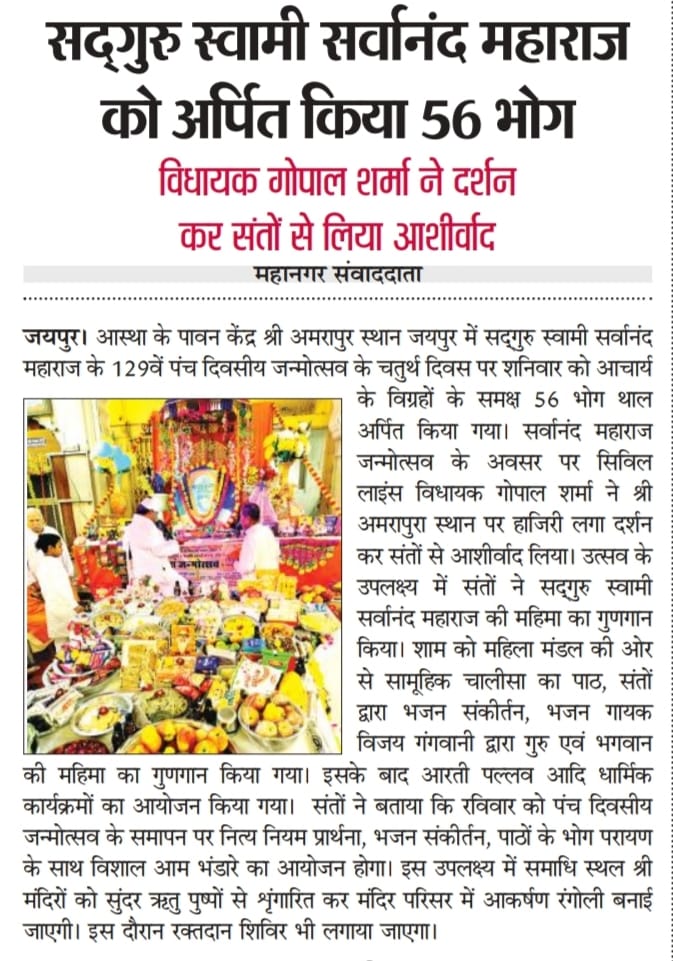 सद्गुरु स्वामी सर्वानंद महाराज
को अर्पित किया 56 भोग
विधायक गोपाल शर्मा ने दर्शन
कर संतों से लिया आशीर्वाद
महानगर संवाददाता
जयपुर। आस्था के पावन केंद्र श्री अमरापुर स्थान जयपुर में सद्गुरु स्वामी सर्वानंद
महाराज के 129वें पंच दिवसीय जन्मोत्सव के चतुर्थ दिवस पर शनिवार को आचार्य
के विग्रहों के समक्ष 56 भोग थाल
अर्पित किया गया। सर्वानंद महाराज
जन्मोत्सव के अवसर पर सिविल
लाइंस विधायक गोपाल शर्मा ने श्री
अमरापुरा स्थान पर हाजिरी लगा दर्शन
कर संतों से आशीर्वाद लिया। उत्सव के
उपलक्ष्य में संतों ने सद्गुरु स्वामी
सर्वानंद महाराज की महिमा का गुणगान
किया। शाम को महिला मंडल की ओर
से सामूहिक चालीसा का पाठ, संतों
द्वारा भजन संकीर्तन, भजन गायक
विजय गंगवानी द्वारा गुरु एवं भगवान
की महिमा का गुणगान किया गया। इसके बाद आरती पल्लव आदि धार्मिक
कार्यक्रमों का आयोजन किया गया। संतों ने बताया कि रविवार को पंच दिवसीय
जन्मोत्सव के समापन पर नित्य नियम प्रार्थना, भजन संकीर्तन, पाठों के भोग परायण
के साथ विशाल आम भंडारे का आयोजन होगा। इस उपलक्ष्य में समाधि स्थल श्री
मंदिरों को सुंदर ऋतु पुष्पों से शृंगारित कर मंदिर परिसर में आकर्षण रंगोली बनाई
जाएगी। इस दौरान रक्तदान शिविर भी लगाया जाएगा।
जन्मोत्सव